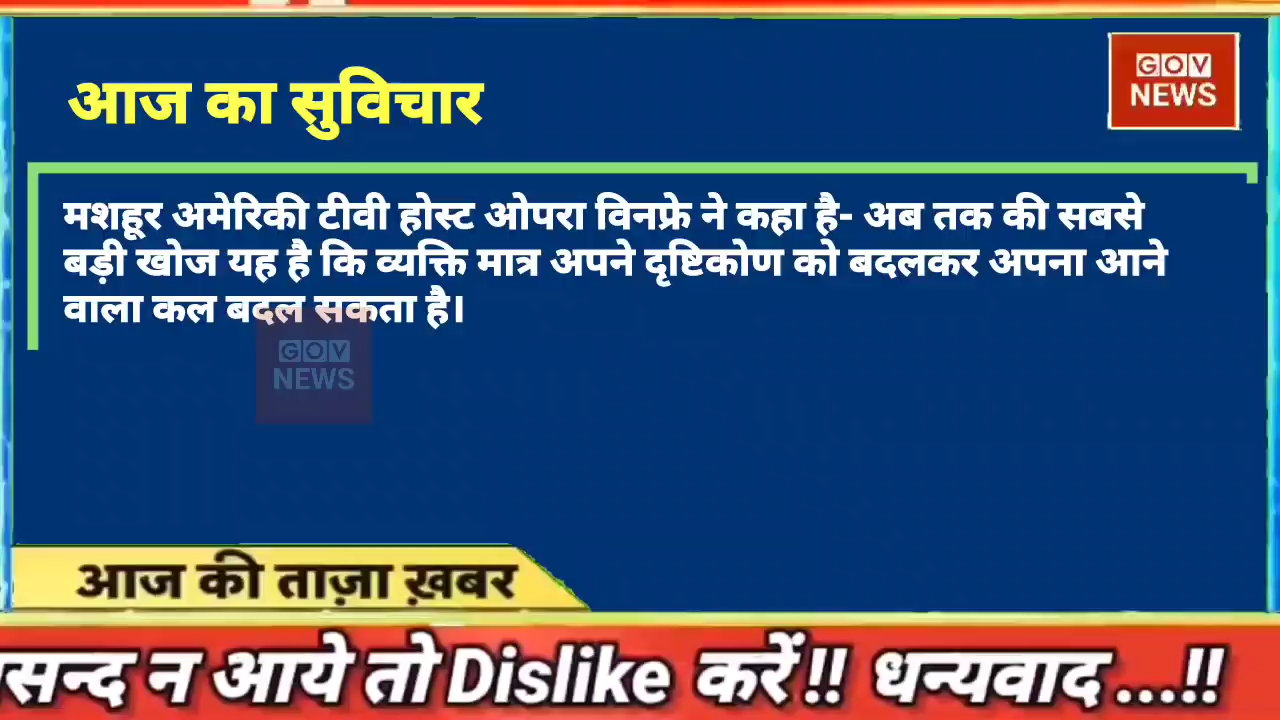 आज का सुविचार
GOV
NEWS
मशहूर अमेरिकी टीवी होस्ट ओपरा विनफ्रे ने कहा है- अब तक की सबसे
बड़ी खोज यह है कि व्यक्ति मात्र अपने दृष्टिकोण को बदलकर अपना आने
वाला कल बदल सकता है।
GOV
NEWS
आज की ताज़ा ख़बर
न आये तो Dislike करें!! धन्यवाद ...!!